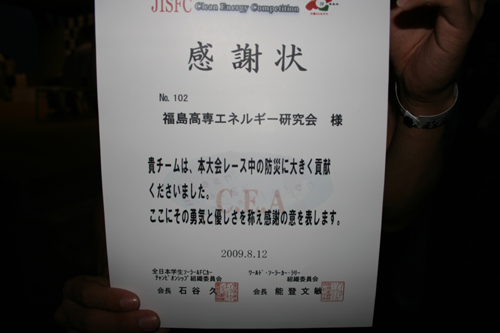 JISFC Clean Energy Competition
感謝状
No. 102
福島高専エネルギー研究会 様
貴チームは、本大会レース中の防災に大きく貢献
くださいました。
C.E.A
ここにその勇気と優しさを称え感謝の意を表します。
2009.8.12
全日本学生ソーラー&FCカー
チャンピオンシップ 組織委員会
会長 石谷 久
ワールド・ソーラーカー・ラリー
組織委員会
会長 能登 文敏